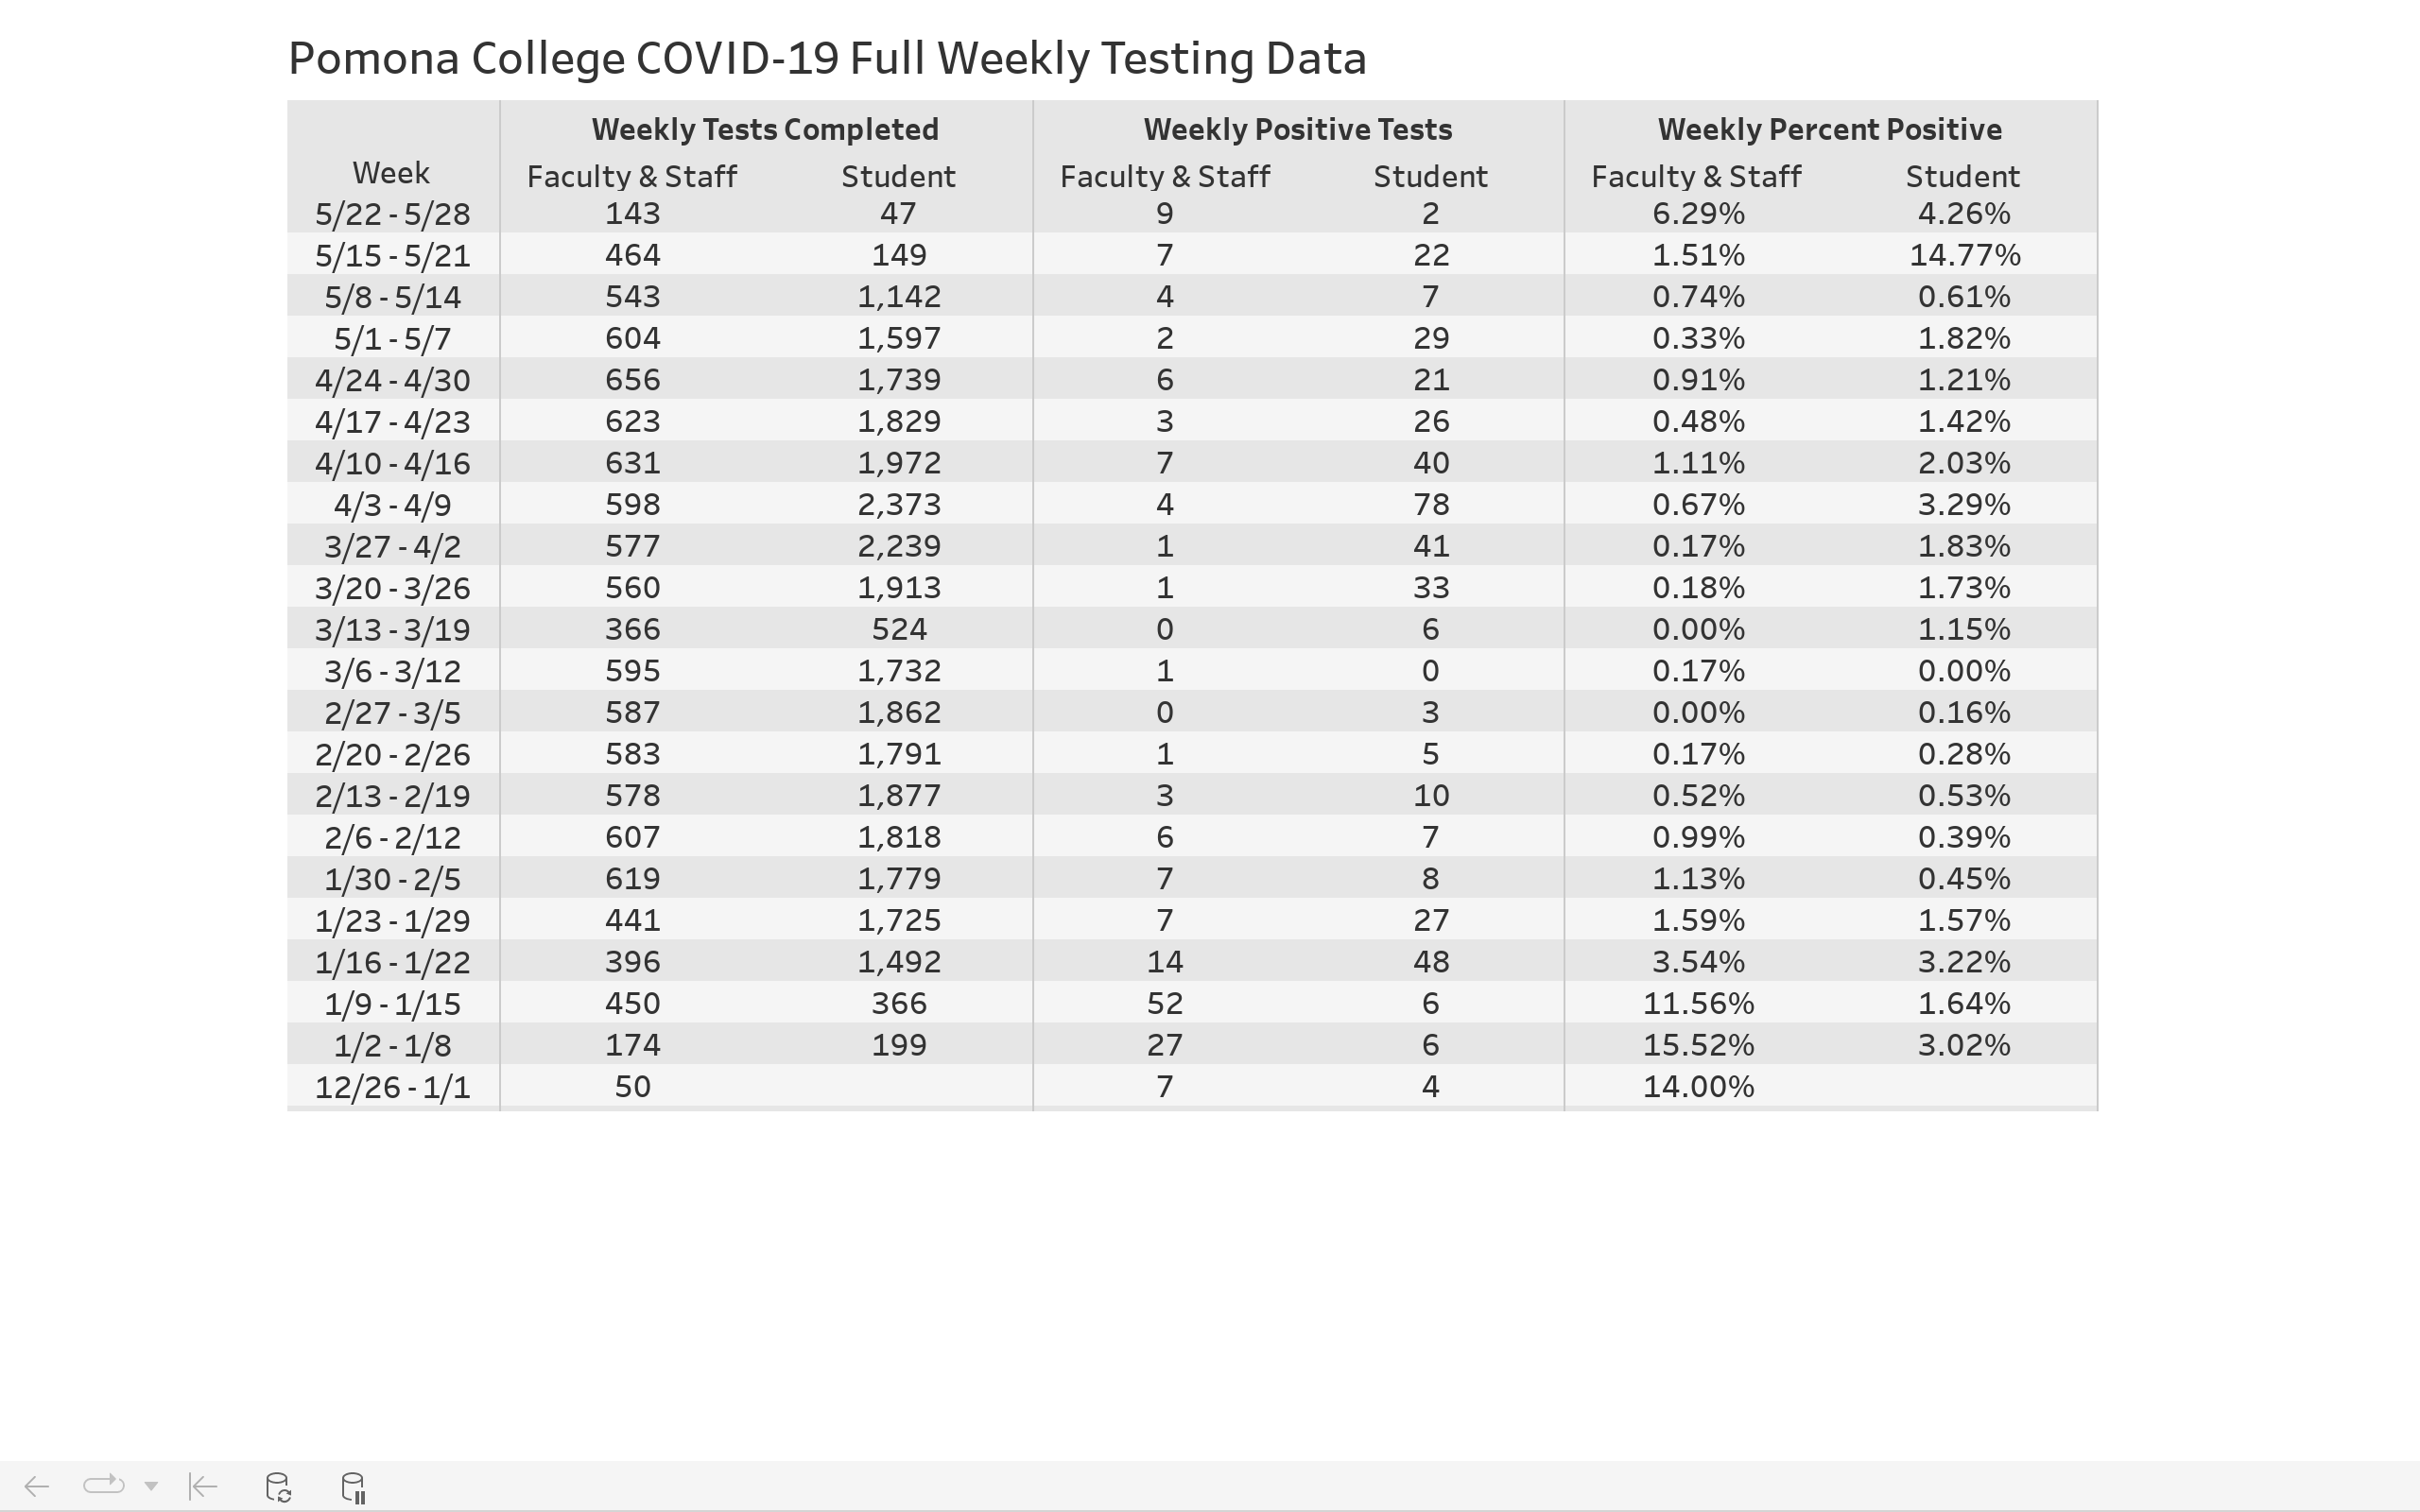 Pomona College COVID-19 Full Weekly Testing Data
Weekly Tests Completed Weekly Positive Tests Weekly Percent Positive
Week Faculty & Staff Student Faculty & Staff Student Faculty & Staff Student
5/22 - 5/28 143 47 9 2 6.29% 4.26%
5/15 - 5/21 464 149 7 22 1.51% 14.77%
5/8 - 5/14 543 1,142 4 7 0.74% 0.61%
5/1 - 5/7 604 1,597 2 29 0.33% 1.82%
4/24 - 4/30 656 1,739 6 21 0.91% 1.21%
4/17 - 4/23 623 1,829 3 26 0.48% 1.42%
4/10 - 4/16 631 1,972 7 40 1.11% 2.03%
4/3 - 4/9 598 2,373 4 78 0.67% 3.29%
3/27 - 4/2 577 2,239 1 41 0.17% 1.83%
3/20 - 3/26 560 1,913 1 33 0.18% 1.73%
3/13 - 3/19 366 524 0 6 0.00% 1.15%
3/6 - 3/12 595 1,732 1 0 0.17% 0.00%
2/27 - 3/5 587 1,862 0 3 0.00% 0.16%
2/20 - 2/26 583 1,791 1 5 0.17% 0.28%
2/13 - 2/19 578 1,877 3 10 0.52% 0.53%
2/6 - 2/12 607 1,818 6 7 0.99% 0.39%
1/30 - 2/5 619 1,779 7 8 1.13% 0.45%
1/23 - 1/29 441 1,725 7 27 1.59% 1.57%
1/16 - 1/22 396 1,492 14 48 3.54% 3.22%
1/9 - 1/15 450 366 52 6 11.56% 1.64%
1/2 - 1/8 174 199 27 6 15.52% 3.02%
12/26 - 1/1 50 7 4 14.00%